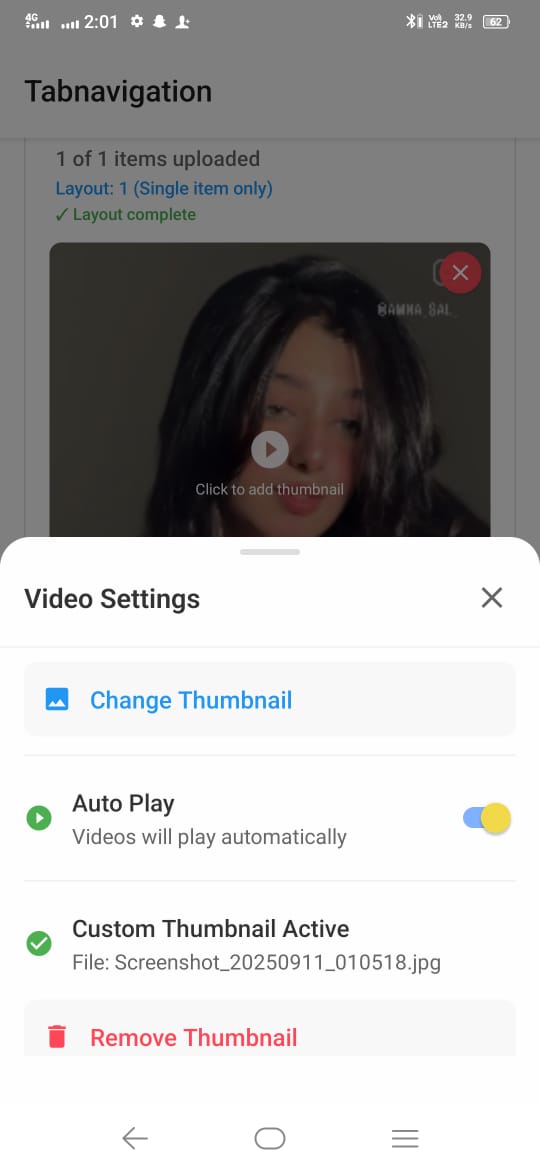 4G 2:01 Vo) LTE2 32.9 KB/s 62
Tabnavigation
1 of 1 items uploaded
Layout: 1 (Single item only)
✓ Layout complete
@AMNA_SAL_
Click to add thumbnail
Video Settings
Change Thumbnail
Auto Play
Videos will play automatically
Custom Thumbnail Active
File: Screenshot_20250911_010518.jpg
Remove Thumbnail